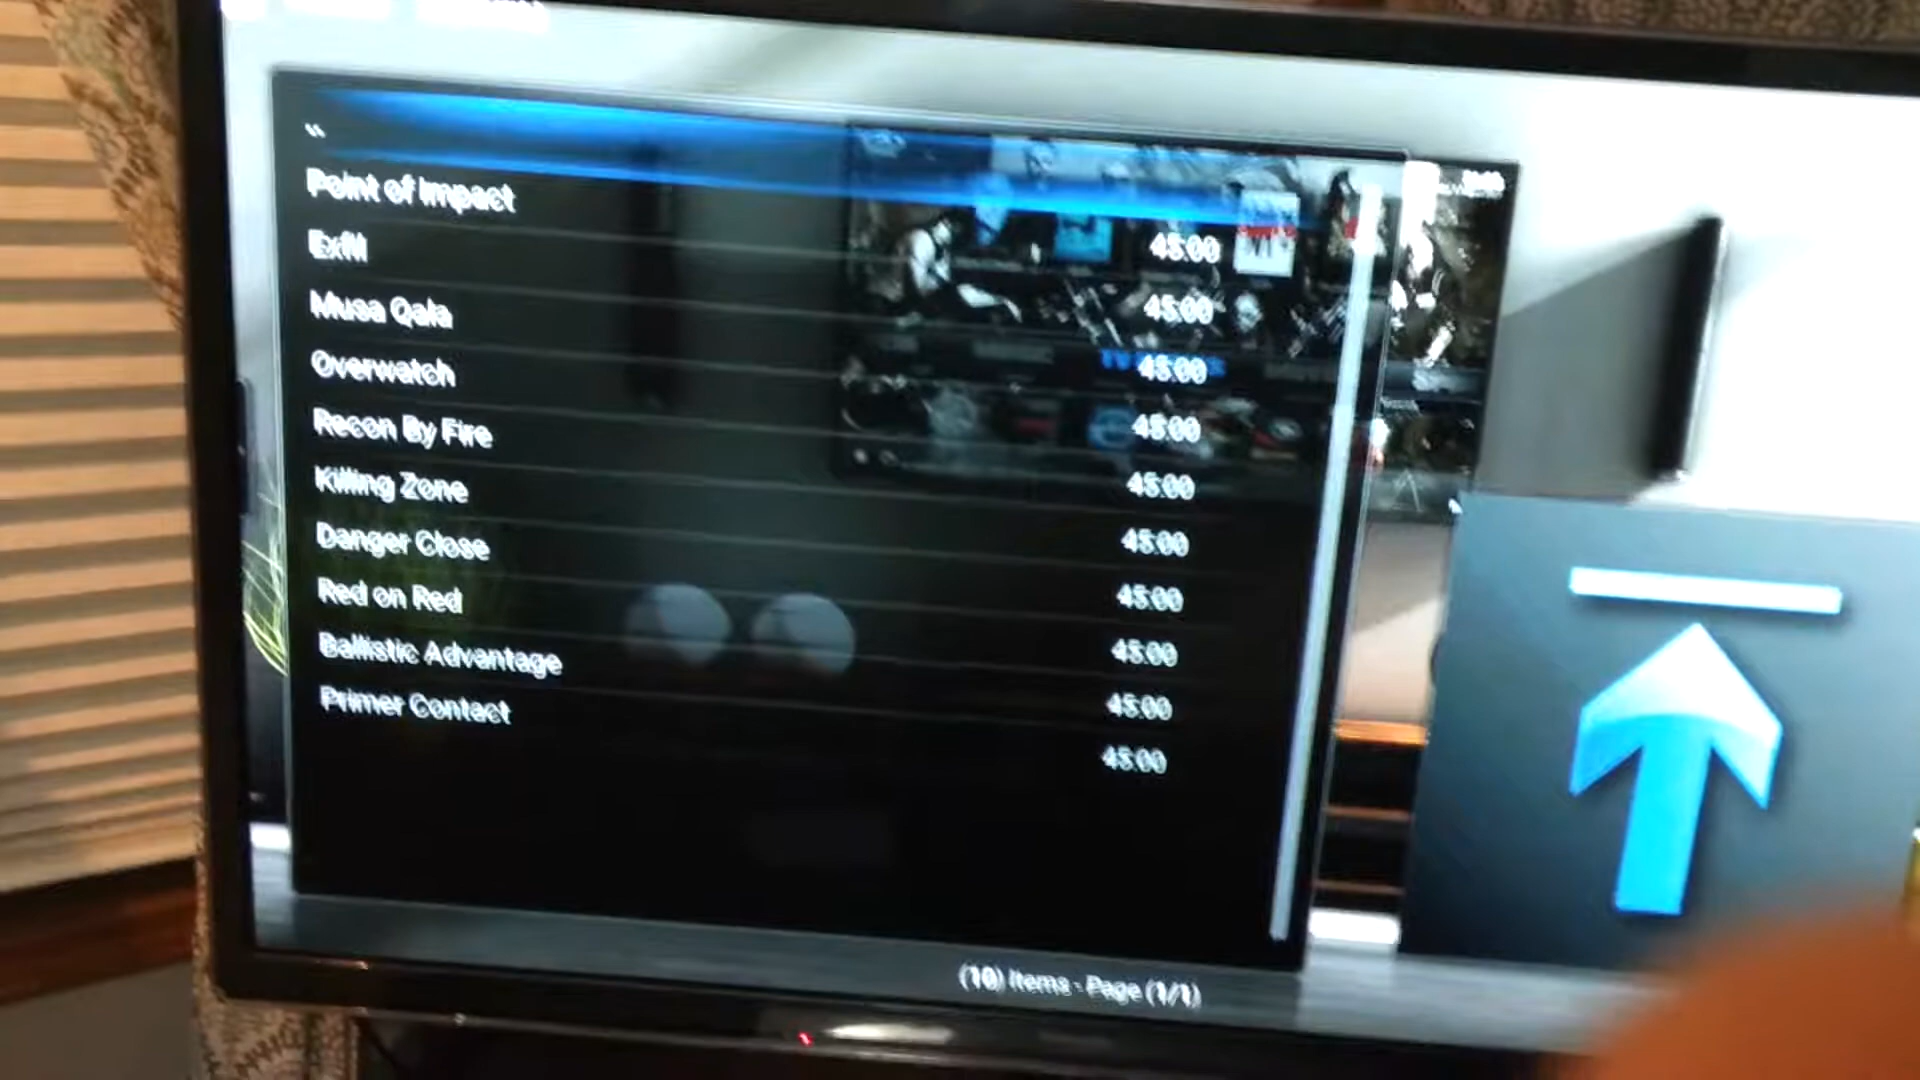 ..
Point of Impact 45:00
Exfil 45:00
Musa Qala 45:00
Overwatch 45:00
Recon By Fire 45:00
Killing Zone 45:00
Danger Close 45:00
Red on Red 45:00
Ballistic Advantage 45:00
Primer Contact 45:00
(10) Items - Page (1/1)